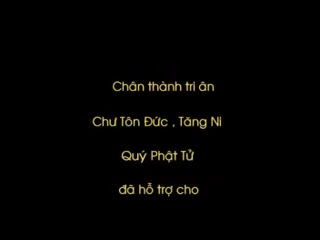 Chân thành tri ân
Chư Tôn Đức , Tăng Ni
Quý Phật Tử
đã hỗ trợ cho